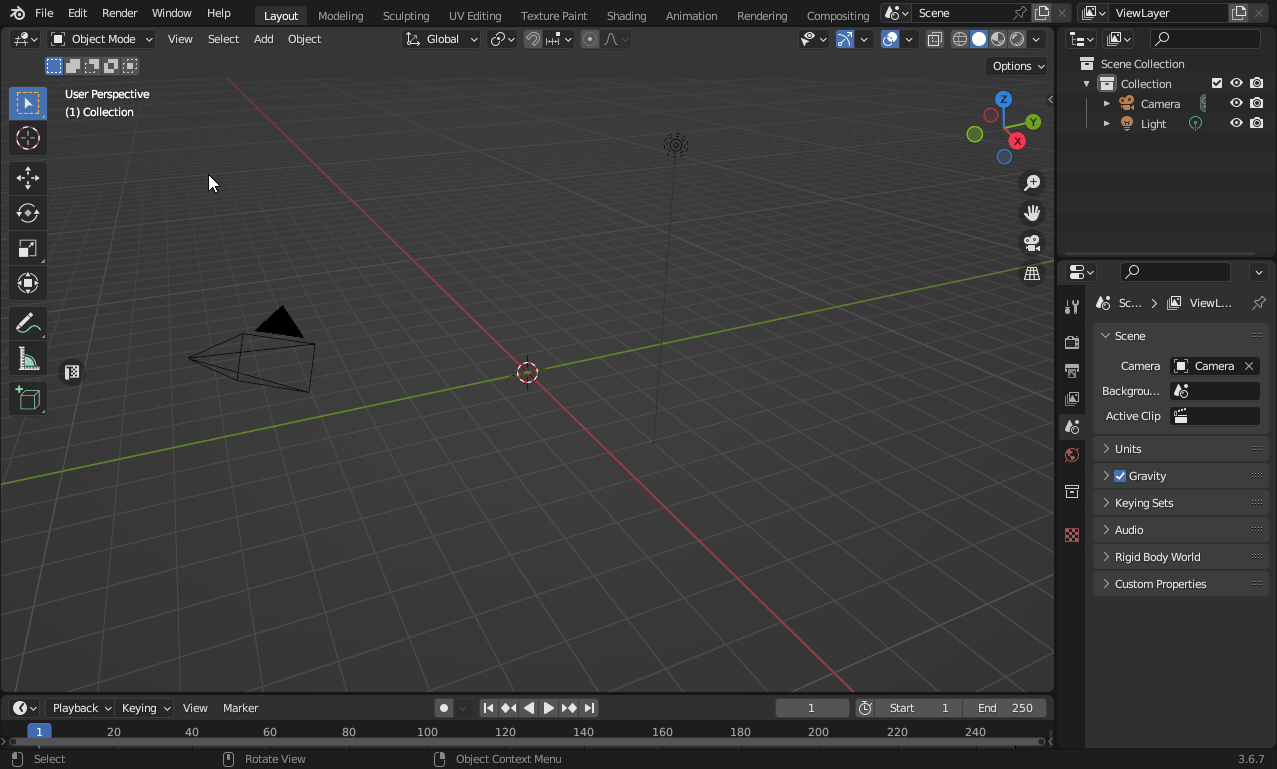 File Edit Render Window Help Layout Modeling Sculpting UV Editing Texture Paint Shading Animation Rendering Compositing Scene ViewLayer
Object Mode View Select Add Object Global
Options
User Perspective
(1) Collection
Z
Y
X
Scene Collection
Collection
Camera
Light
Sc... ViewL...
Scene
Camera Camera
Backgrou...
Active Clip
Units
Gravity
Keying Sets
Audio
Rigid Body World
Custom Properties
Playback Keying View Marker 1 Start 1 End 250
1 20 40 60 80 100 120 140 160 180 200 220 240
Select Rotate View Object Context Menu 3.6.7